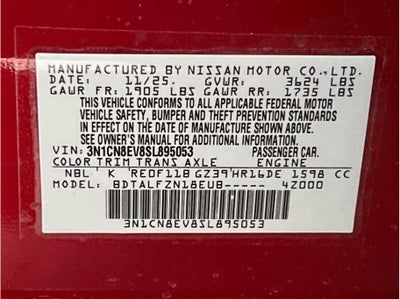 MANUFACTURED BY NISSAN MOTOR CO., LTD.
DATE: 11/25. GVWR: 3624 LBS
GAWR FR: 1905 LBS GAWR RR: 1735 LBS
THIS VEHICLE CONFORMS TO ALL APPLICABLE FEDERAL MOTOR
VEHICLE SAFETY, BUMPER AND THEFT PREVENTION STANDARDS
IN EFFECT ON THE DATE OF MANUFACTURE SHOWN ABOVE.
SEE OWNER'S MANUAL FOR ADDITIONAL INFORMATION.
VIN: 3N1CN8EV8SL895053 PASSENGER CAR.
COLOR TRIM TRANS AXLE ENGINE
NBL K RE0F11B GZ39 HR16DE 1598 CC
MODEL: BDTALFZN18EUB----- 4Z000
3N1CN8EV8SL895053